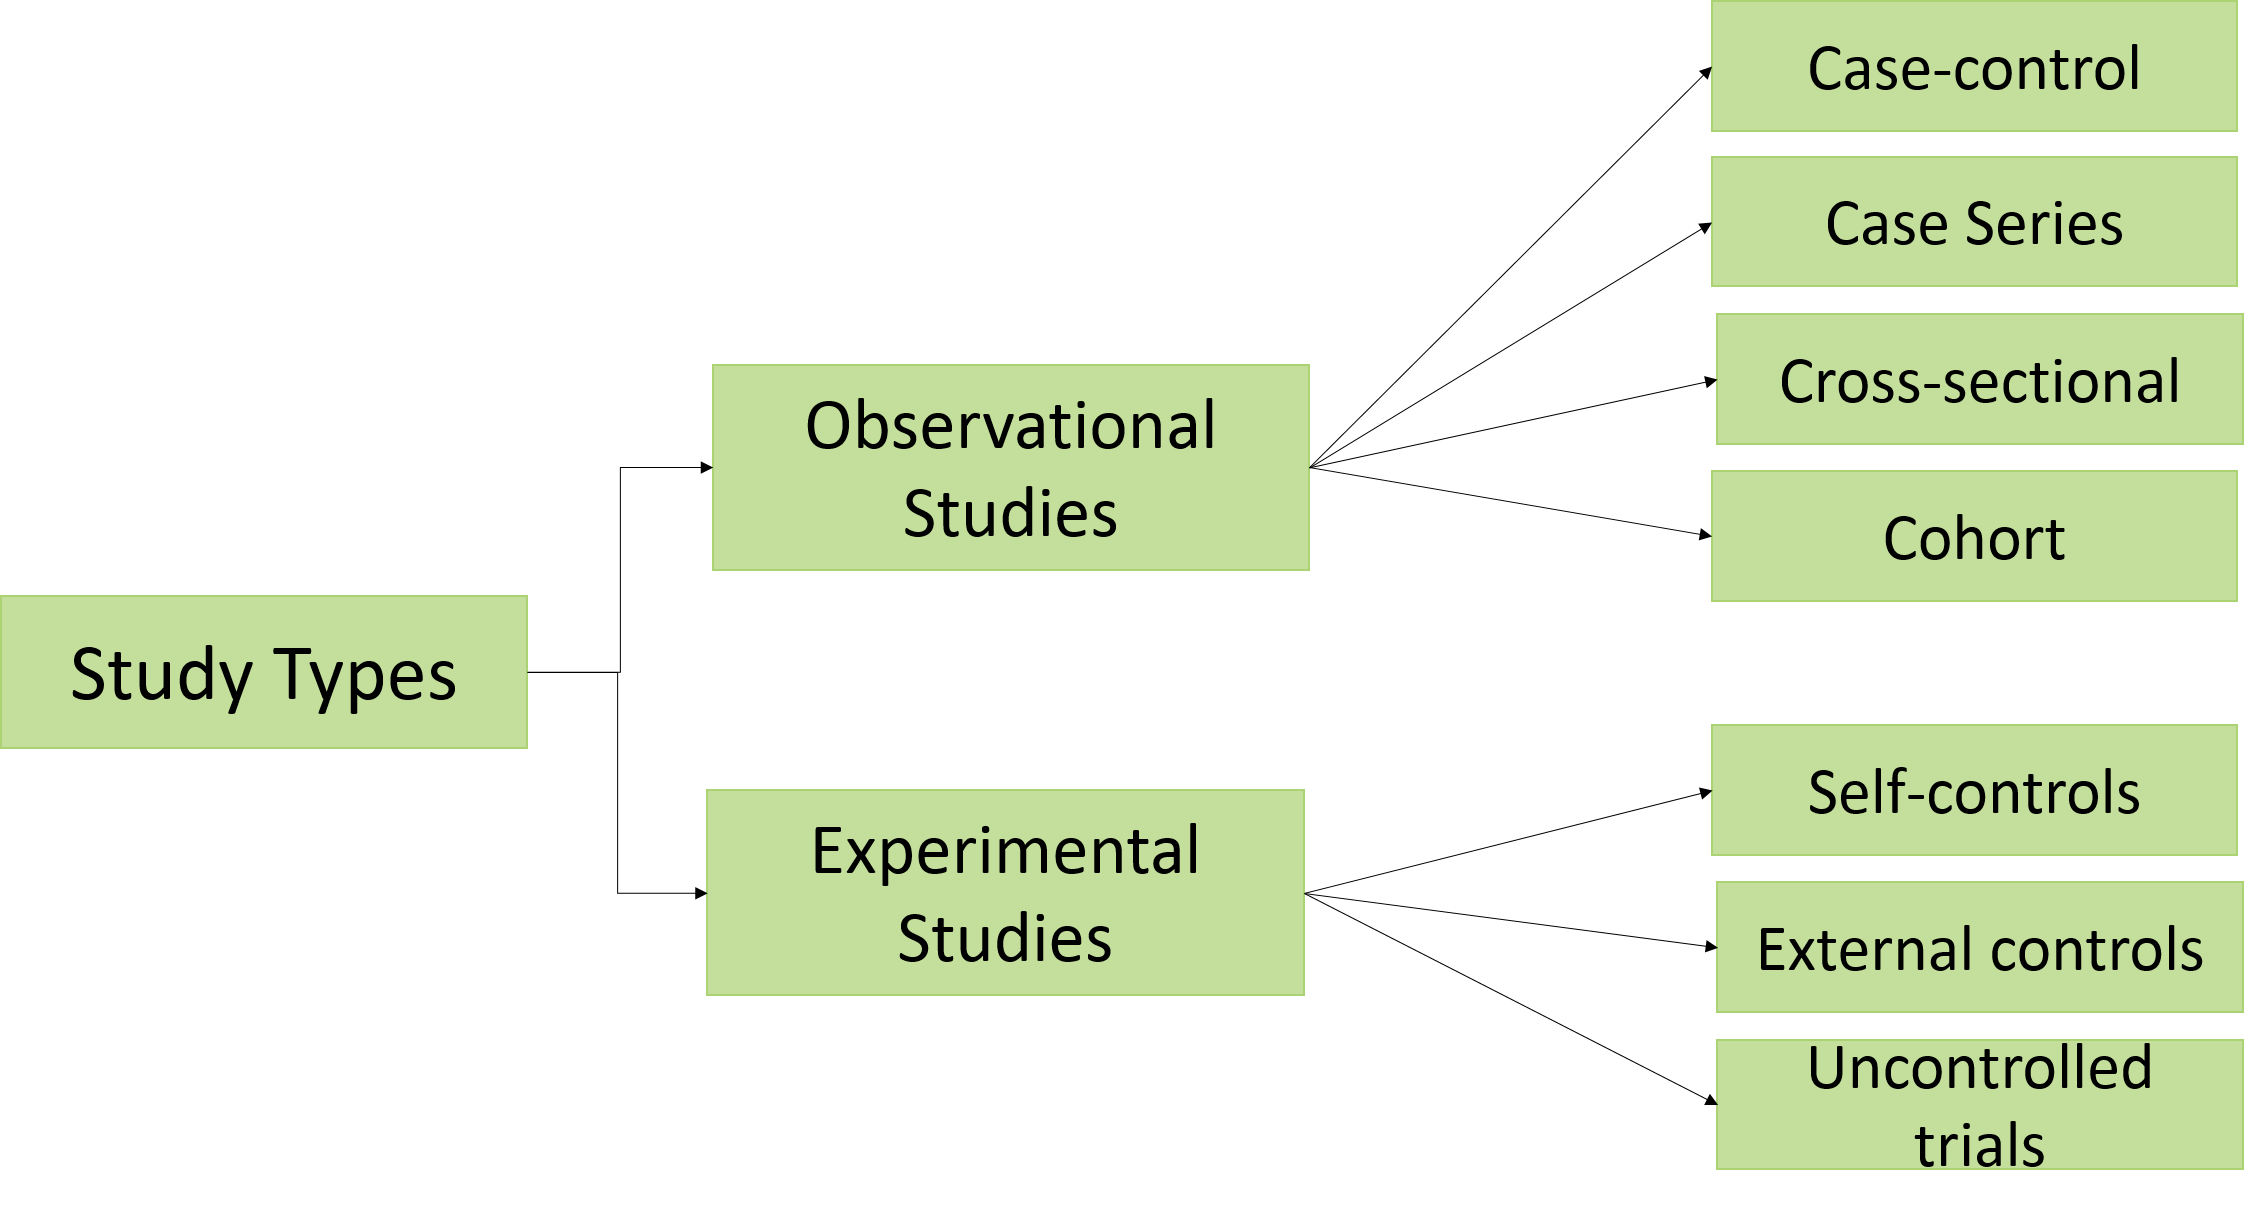 Study Types
Observational
Studies
Experimental
Studies
Case-control
Case Series
Cross-sectional
Cohort
Self-controls
External controls
Uncontrolled
trials